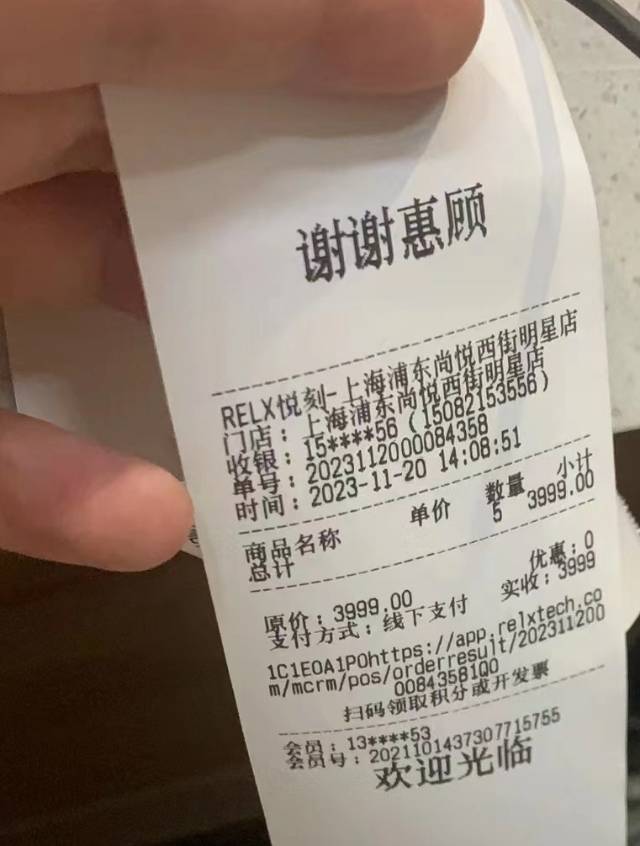 谢谢惠顾
RELX悦刻-上海浦东尚悦西街明星店
门店：上海浦东尚悦西街明星店
收银：15****56（15082153556）
单号：2023112000084358
时间：2023-11-20 14:08:51
商品名称 单价 数量 小计
总计 5 3999.00
原价：3999.00 优惠：0
支付方式：线下支付 实收：3999
1C1E0A1P0https://app.relxtech.co
m/mcrm/pos/orderresult/202311200
0084358100
扫码领取积分或开发票
会员：13****53
会员号：2021101437307715755
欢迎光临